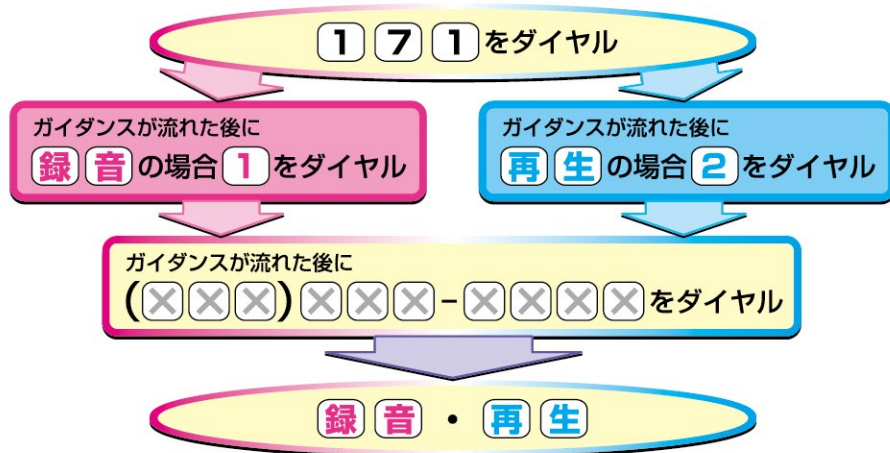 171をダイヤル
ガイダンスが流れた後に
録音の場合1をダイヤル
ガイダンスが流れた後に
再生の場合2をダイヤル
ガイダンスが流れた後に
(×××)×××-××××をダイヤル
録音・再生